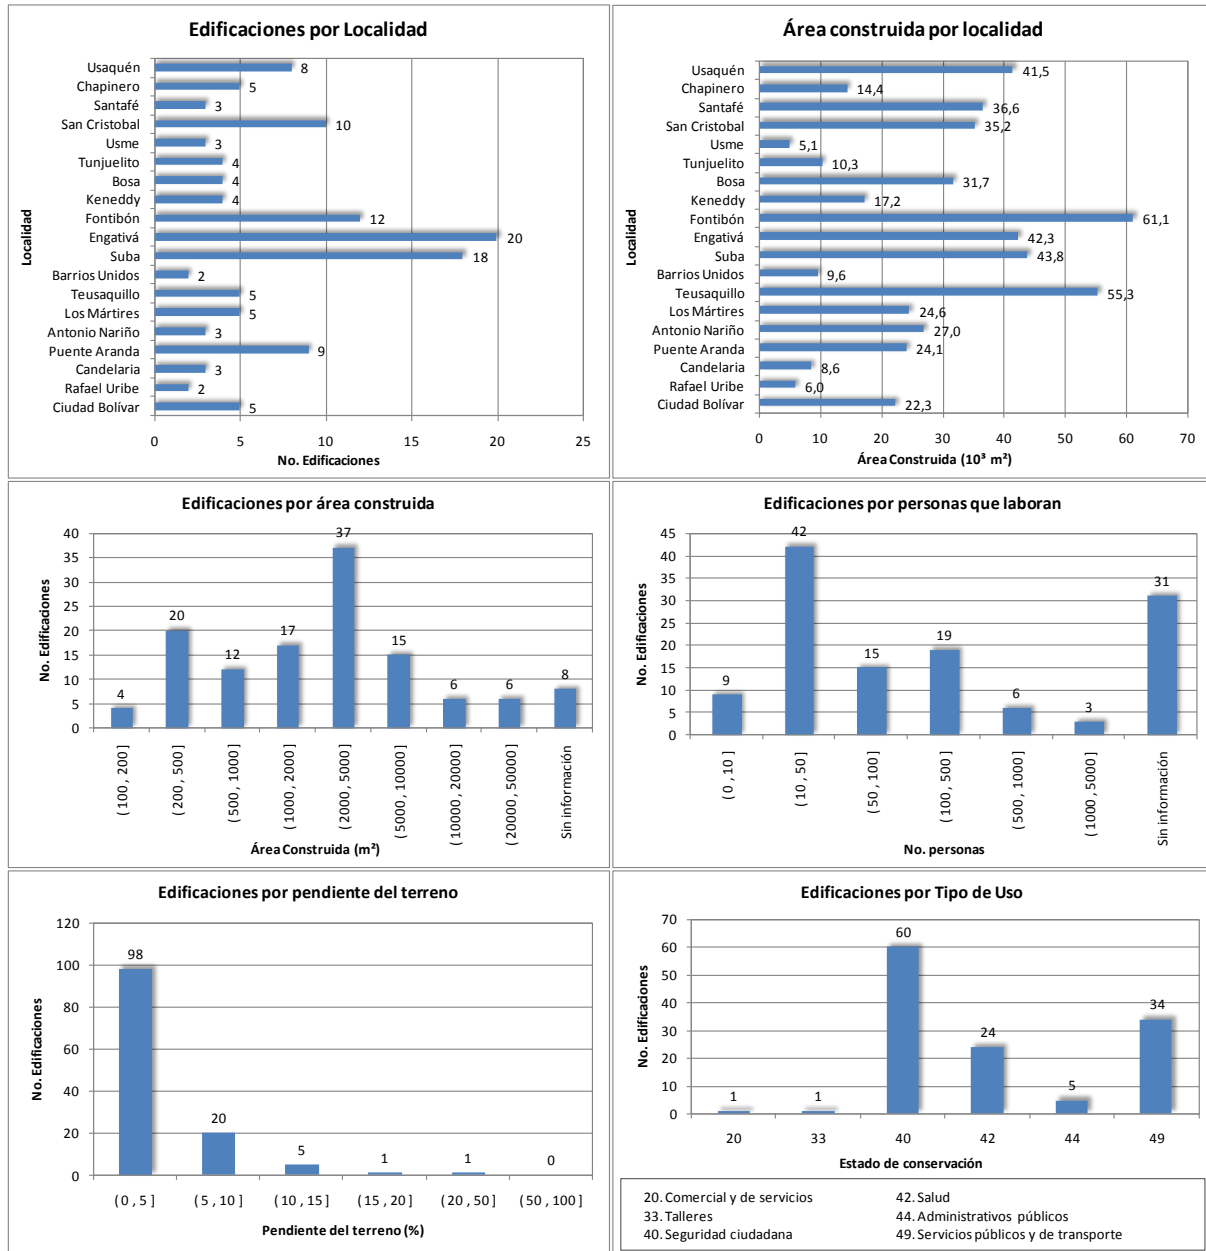 Edificaciones por Localidad
Localidad
Usaquén 8
Chapinero 5
Santafé 3
San Cristobal 10
Usme 3
Tunjuelito 4
Bosa 4
Keneddy 4
Fontibón 12
Engativá 20
Suba 18
Barrios Unidos 2
Teusaquillo 5
Los Mártires 5
Antonio Nariño 3
Puente Aranda 9
Candelaria 3
Rafael Uribe 2
Ciudad Bolívar 5
0 5 10 15 20 25
No. Edificaciones
Área construida por localidad
Localidad
Usaquén 41,5
Chapinero 14,4
Santafé 36,6
San Cristobal 35,2
Usme 5,1
Tunjuelito 10,3
Bosa 31,7
Keneddy 17,2
Fontibón 61,1
Engativá 42,3
Suba 43,8
Barrios Unidos 9,6
Teusaquillo 55,3
Los Mártires 24,6
Antonio Nariño 27,0
Puente Aranda 24,1
Candelaria 8,6
Rafael Uribe 6,0
Ciudad Bolívar 22,3
0 10 20 30 40 50 60 70
Área Construida (10³ m²)
Edificaciones por área construida
No. Edificaciones
40
35
30
25
20
15
10
5
0
4 20 12 17 37 15 6 6 8
( 100 , 200 ]
( 200 , 500 ]
( 500 , 1000 ]
( 1000 , 2000 ]
( 2000 , 5000 ]
( 5000 , 10000 ]
( 10000 , 20000 ]
( 20000 , 50000 ]
Sin información
Área Construida (m²)
Edificaciones por personas que laboran
No. Edificaciones
45
40
35
30
25
20
15
10
5
0
9 42 15 19 6 3 31
( 0 , 10 ]
( 10 , 50 ]
( 50 , 100 ]
( 100 , 500 ]
( 500 , 1000 ]
( 1000 , 5000 ]
Sin información
No. personas
Edificaciones por pendiente del terreno
No. Edificaciones
120
100
80
60
40
20
0
98 20 5 1 1 0
( 0 , 5 ] ( 5 , 10 ] ( 10 , 15 ] ( 15 , 20 ] ( 20 , 50 ] ( 50 , 100 ]
Pendiente del terreno (%)
Edificaciones por Tipo de Uso
No. Edificaciones
70
60
50
40
30
20
10
0
1 1 60 24 5 34
20 33 40 42 44 49
Estado de conservación
20. Comercial y de servicios 42. Salud
33. Talleres 44. Administrativos públicos
40. Seguridad ciudadana 49. Servicios públicos y de transporte